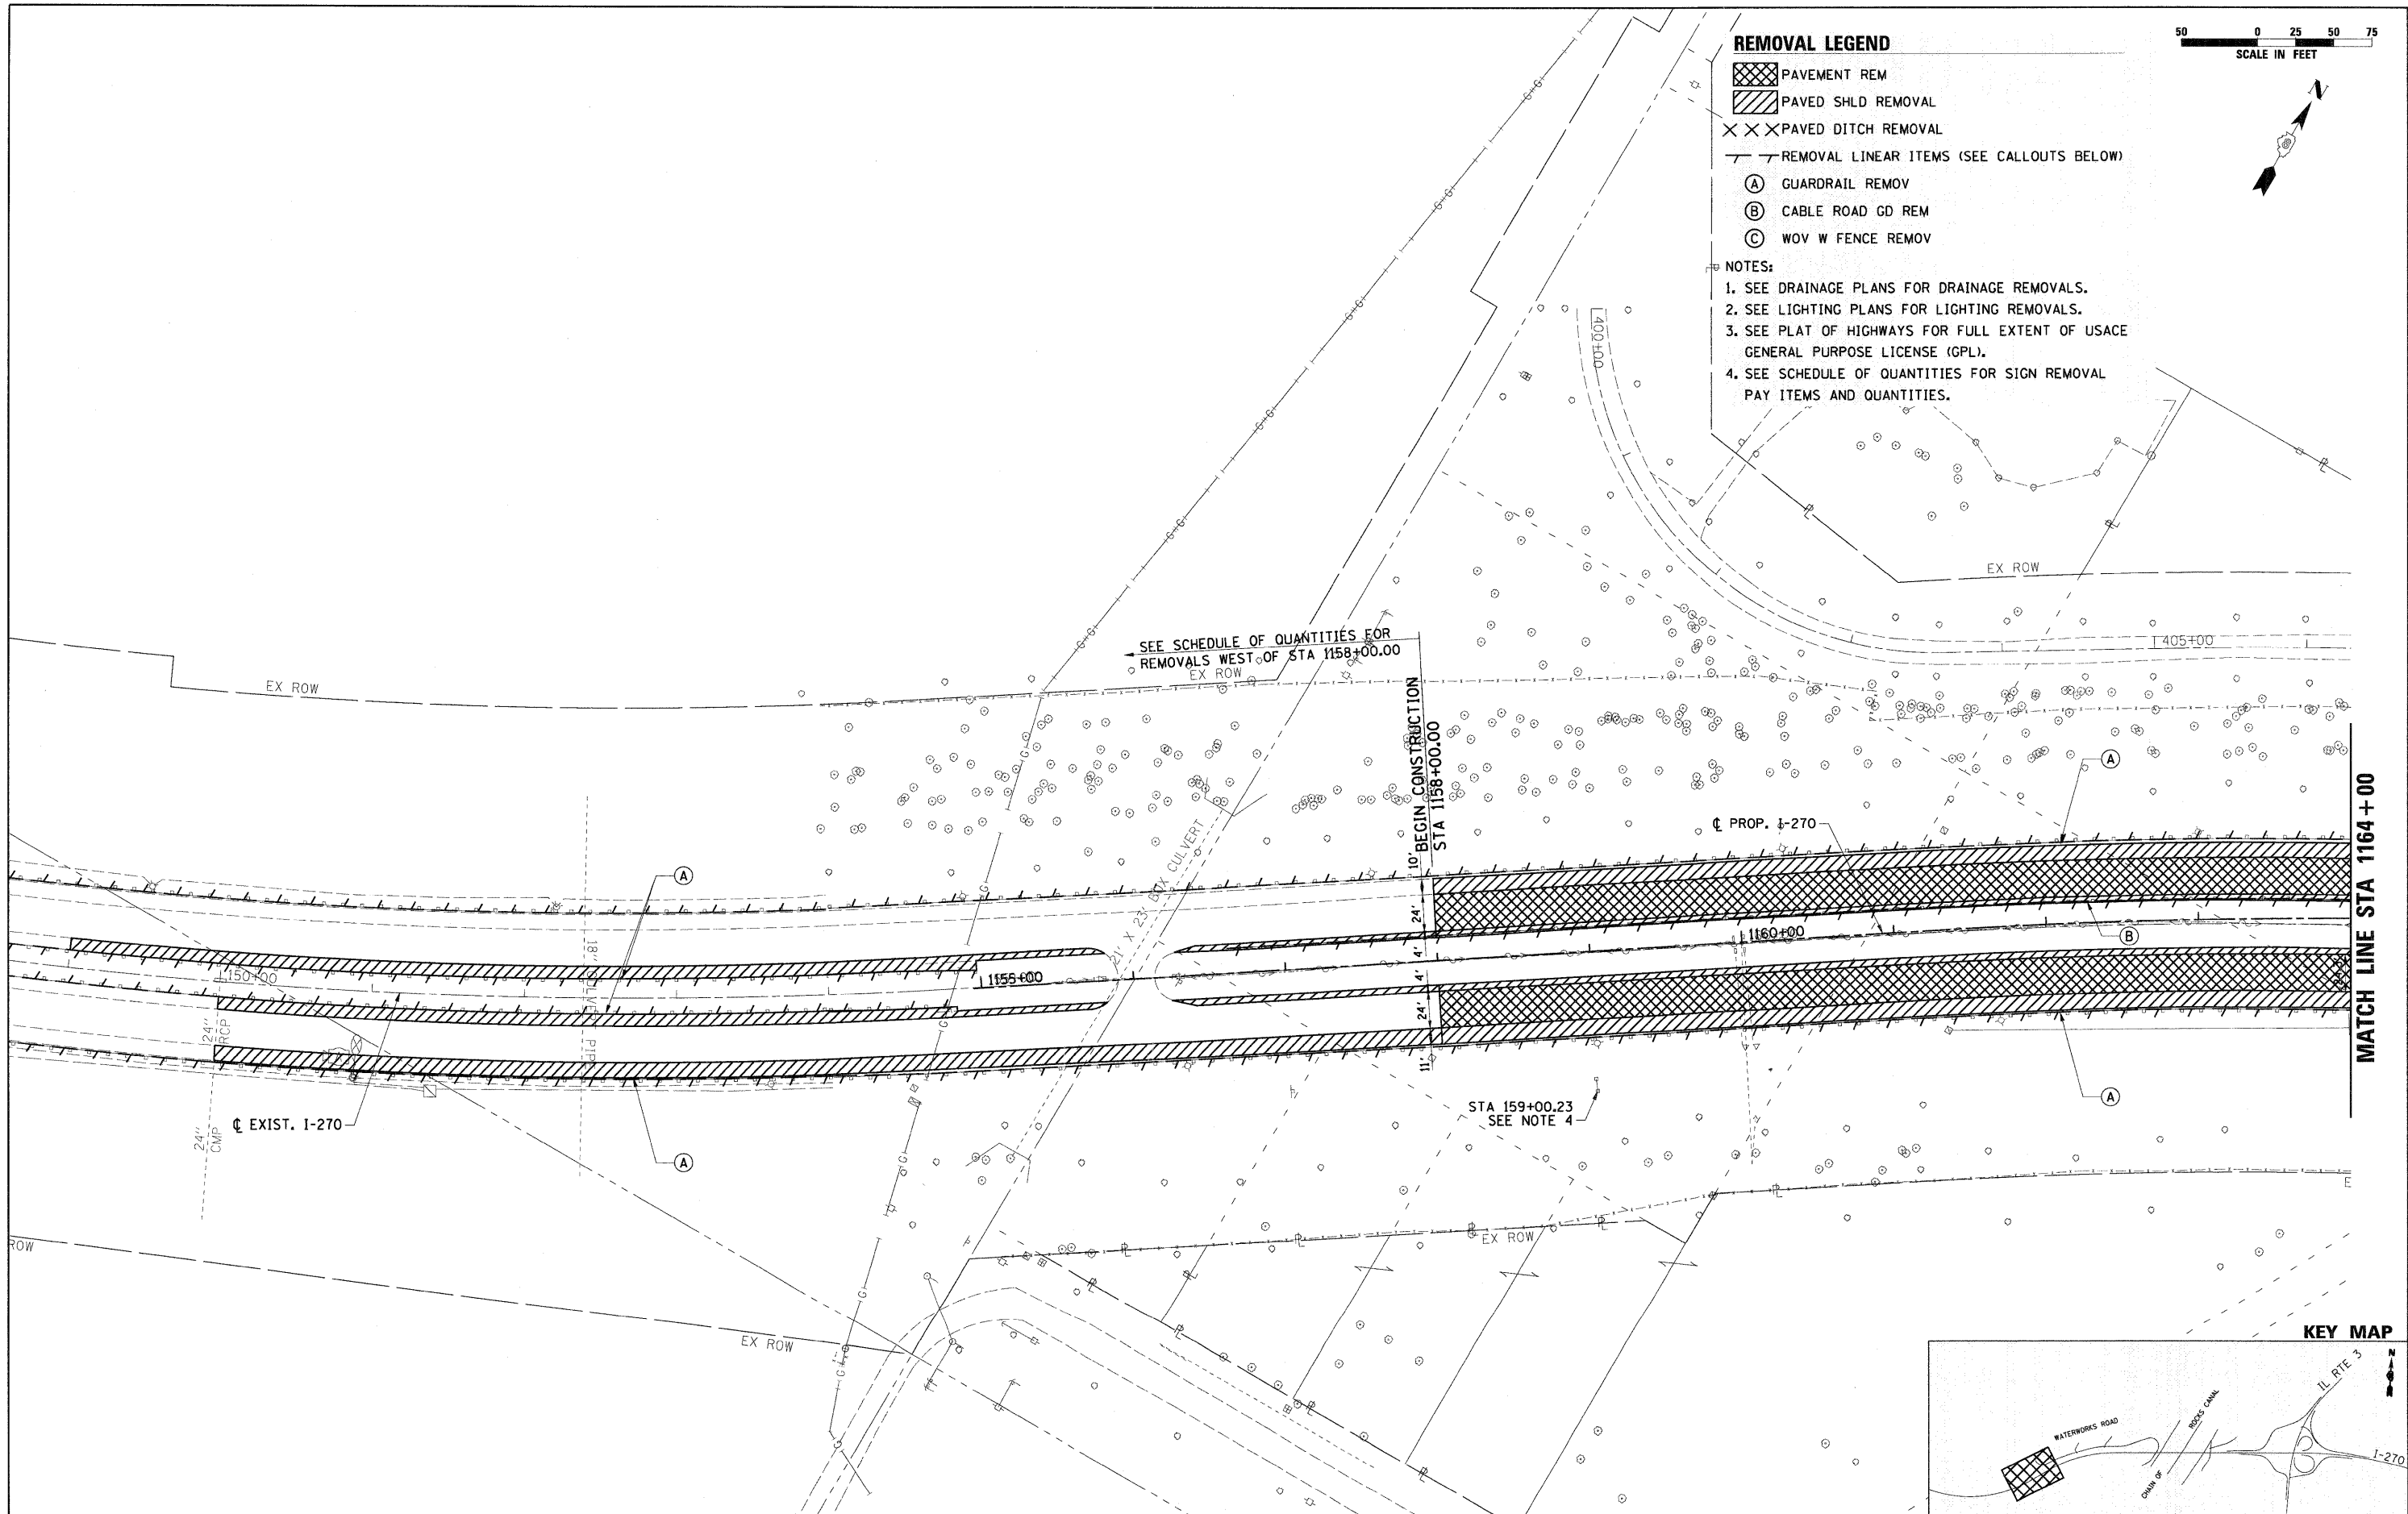 REMOVAL LEGEND
PAVEMENT REM
PAVED SHLD REMOVAL
PAVED DITCH REMOVAL
REMOVAL LINEAR ITEMS (SEE CALLOUTS BELOW)
A GUARDRAIL REMOV
B CABLE ROAD GD REM
C WOV W FENCE REMOV
NOTES:
1. SEE DRAINAGE PLANS FOR DRAINAGE REMOVALS.
2. SEE LIGHTING PLANS FOR LIGHTING REMOVALS.
3. SEE PLAT OF HIGHWAYS FOR FULL EXTENT OF USACE
GENERAL PURPOSE LICENSE (GPL).
4. SEE SCHEDULE OF QUANTITIES FOR SIGN REMOVAL
PAY ITEMS AND QUANTITIES.
50 0 25 50 75
SCALE IN FEET
N
400+00
EX ROW
405+00
SEE SCHEDULE OF QUANTITIES FOR
REMOVALS WEST OF STA 1158+00.00
EX ROW
EX ROW
BEGIN CONSTRUCTION
STA 1158+00.00
A
℄ PROP. I-270
MATCH LINE STA 1164+00
A
21' X 23' BOX CULVERT
10'
24'
4'
4'
24'
11'
1160+00
B
150+00
1155+00
24"
RCP
24"
CMP
℄ EXIST. I-270
A
STA 159+00.23
SEE NOTE 4
A
EX ROW
ROW
EX ROW
KEY MAP
N
IL RTE 3
WATERWORKS ROAD
CHAIN OF
ROCKS CANAL
I-270